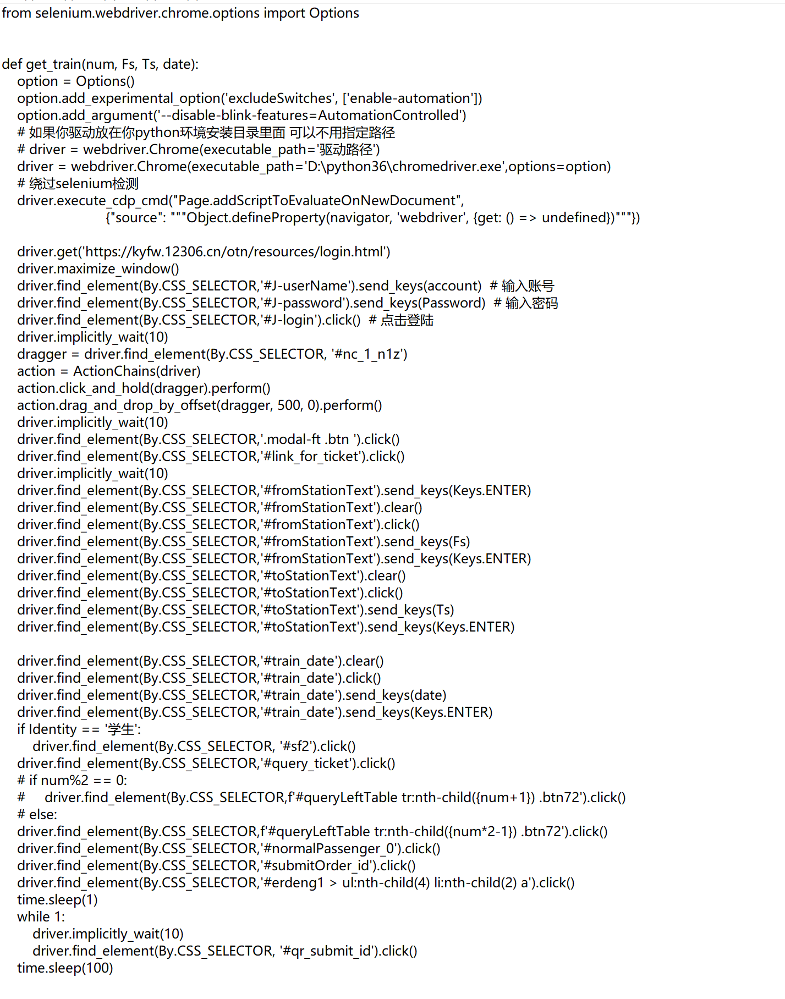 from selenium.webdriver.chrome.options import Options
def get_train(num, Fs, Ts, date):
    option = Options()
    option.add_experimental_option('excludeSwitches', ['enable-automation'])
    option.add_argument('--disable-blink-features=AutomationControlled')
    # 如果你驱动放在你python环境安装目录里面 可以不用指定路径
    # driver = webdriver.Chrome(executable_path='驱动路径')
    driver = webdriver.Chrome(executable_path='D:\python36\chromedriver.exe',options=option)
    # 绕过selenium检测
    driver.execute_cdp_cmd("Page.addScriptToEvaluateOnNewDocument",
                           {"source": """Object.defineProperty(navigator, 'webdriver', {get: () => undefined})"""})
    driver.get('https://kyfw.12306.cn/otn/resources/login.html')
    driver.maximize_window()
    driver.find_element(By.CSS_SELECTOR,'#J-userName').send_keys(account)  # 输入账号
    driver.find_element(By.CSS_SELECTOR,'#J-password').send_keys(Password)  # 输入密码
    driver.find_element(By.CSS_SELECTOR,'#J-login').click()  # 点击登陆
    driver.implicitly_wait(10)
    dragger = driver.find_element(By.CSS_SELECTOR, '#nc_1_n1z')
    action = ActionChains(driver)
    action.click_and_hold(dragger).perform()
    action.drag_and_drop_by_offset(dragger, 500, 0).perform()
    driver.implicitly_wait(10)
    driver.find_element(By.CSS_SELECTOR,'.modal-ft .btn ').click()
    driver.find_element(By.CSS_SELECTOR,'#link_for_ticket').click()
    driver.implicitly_wait(10)
    driver.find_element(By.CSS_SELECTOR,'#fromStationText').send_keys(Keys.ENTER)
    driver.find_element(By.CSS_SELECTOR,'#fromStationText').clear()
    driver.find_element(By.CSS_SELECTOR,'#fromStationText').click()
    driver.find_element(By.CSS_SELECTOR,'#fromStationText').send_keys(Fs)
    driver.find_element(By.CSS_SELECTOR,'#fromStationText').send_keys(Keys.ENTER)
    driver.find_element(By.CSS_SELECTOR,'#toStationText').clear()
    driver.find_element(By.CSS_SELECTOR,'#toStationText').click()
    driver.find_element(By.CSS_SELECTOR,'#toStationText').send_keys(Ts)
    driver.find_element(By.CSS_SELECTOR,'#toStationText').send_keys(Keys.ENTER)
    driver.find_element(By.CSS_SELECTOR,'#train_date').clear()
    driver.find_element(By.CSS_SELECTOR,'#train_date').click()
    driver.find_element(By.CSS_SELECTOR,'#train_date').send_keys(date)
    driver.find_element(By.CSS_SELECTOR,'#train_date').send_keys(Keys.ENTER)
    if Identity == '学生':
        driver.find_element(By.CSS_SELECTOR, '#sf2').click()
    driver.find_element(By.CSS_SELECTOR,'#query_ticket').click()
    # if num%2 == 0:
    #     driver.find_element(By.CSS_SELECTOR,f'#queryLeftTable tr:nth-child({num+1}) .btn72').click()
    # else:
    driver.find_element(By.CSS_SELECTOR,f'#queryLeftTable tr:nth-child({num*2-1}) .btn72').click()
    driver.find_element(By.CSS_SELECTOR,'#normalPassenger_0').click()
    driver.find_element(By.CSS_SELECTOR,'#submitOrder_id').click()
    driver.find_element(By.CSS_SELECTOR,'#erdeng1 > ul:nth-child(4) li:nth-child(2) a').click()
    time.sleep(1)
    while 1:
        driver.implicitly_wait(10)
        driver.find_element(By.CSS_SELECTOR, '#qr_submit_id').click()
    time.sleep(100)